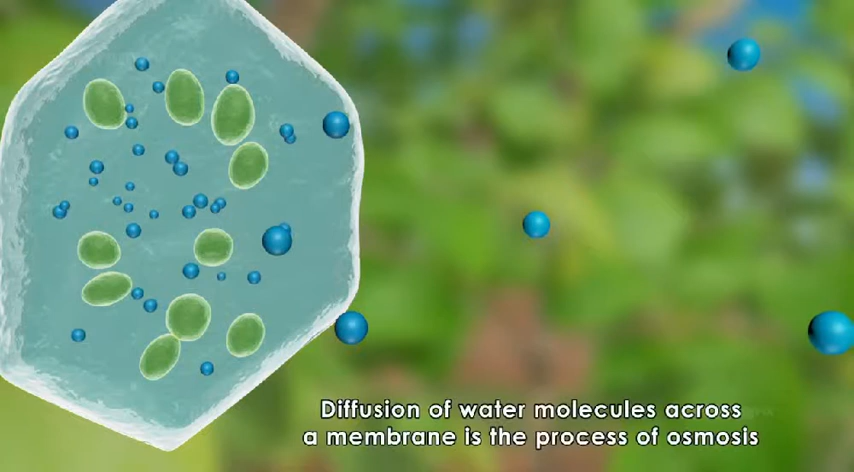 Diffusion of water molecules across
a membrane is the process of osmosis